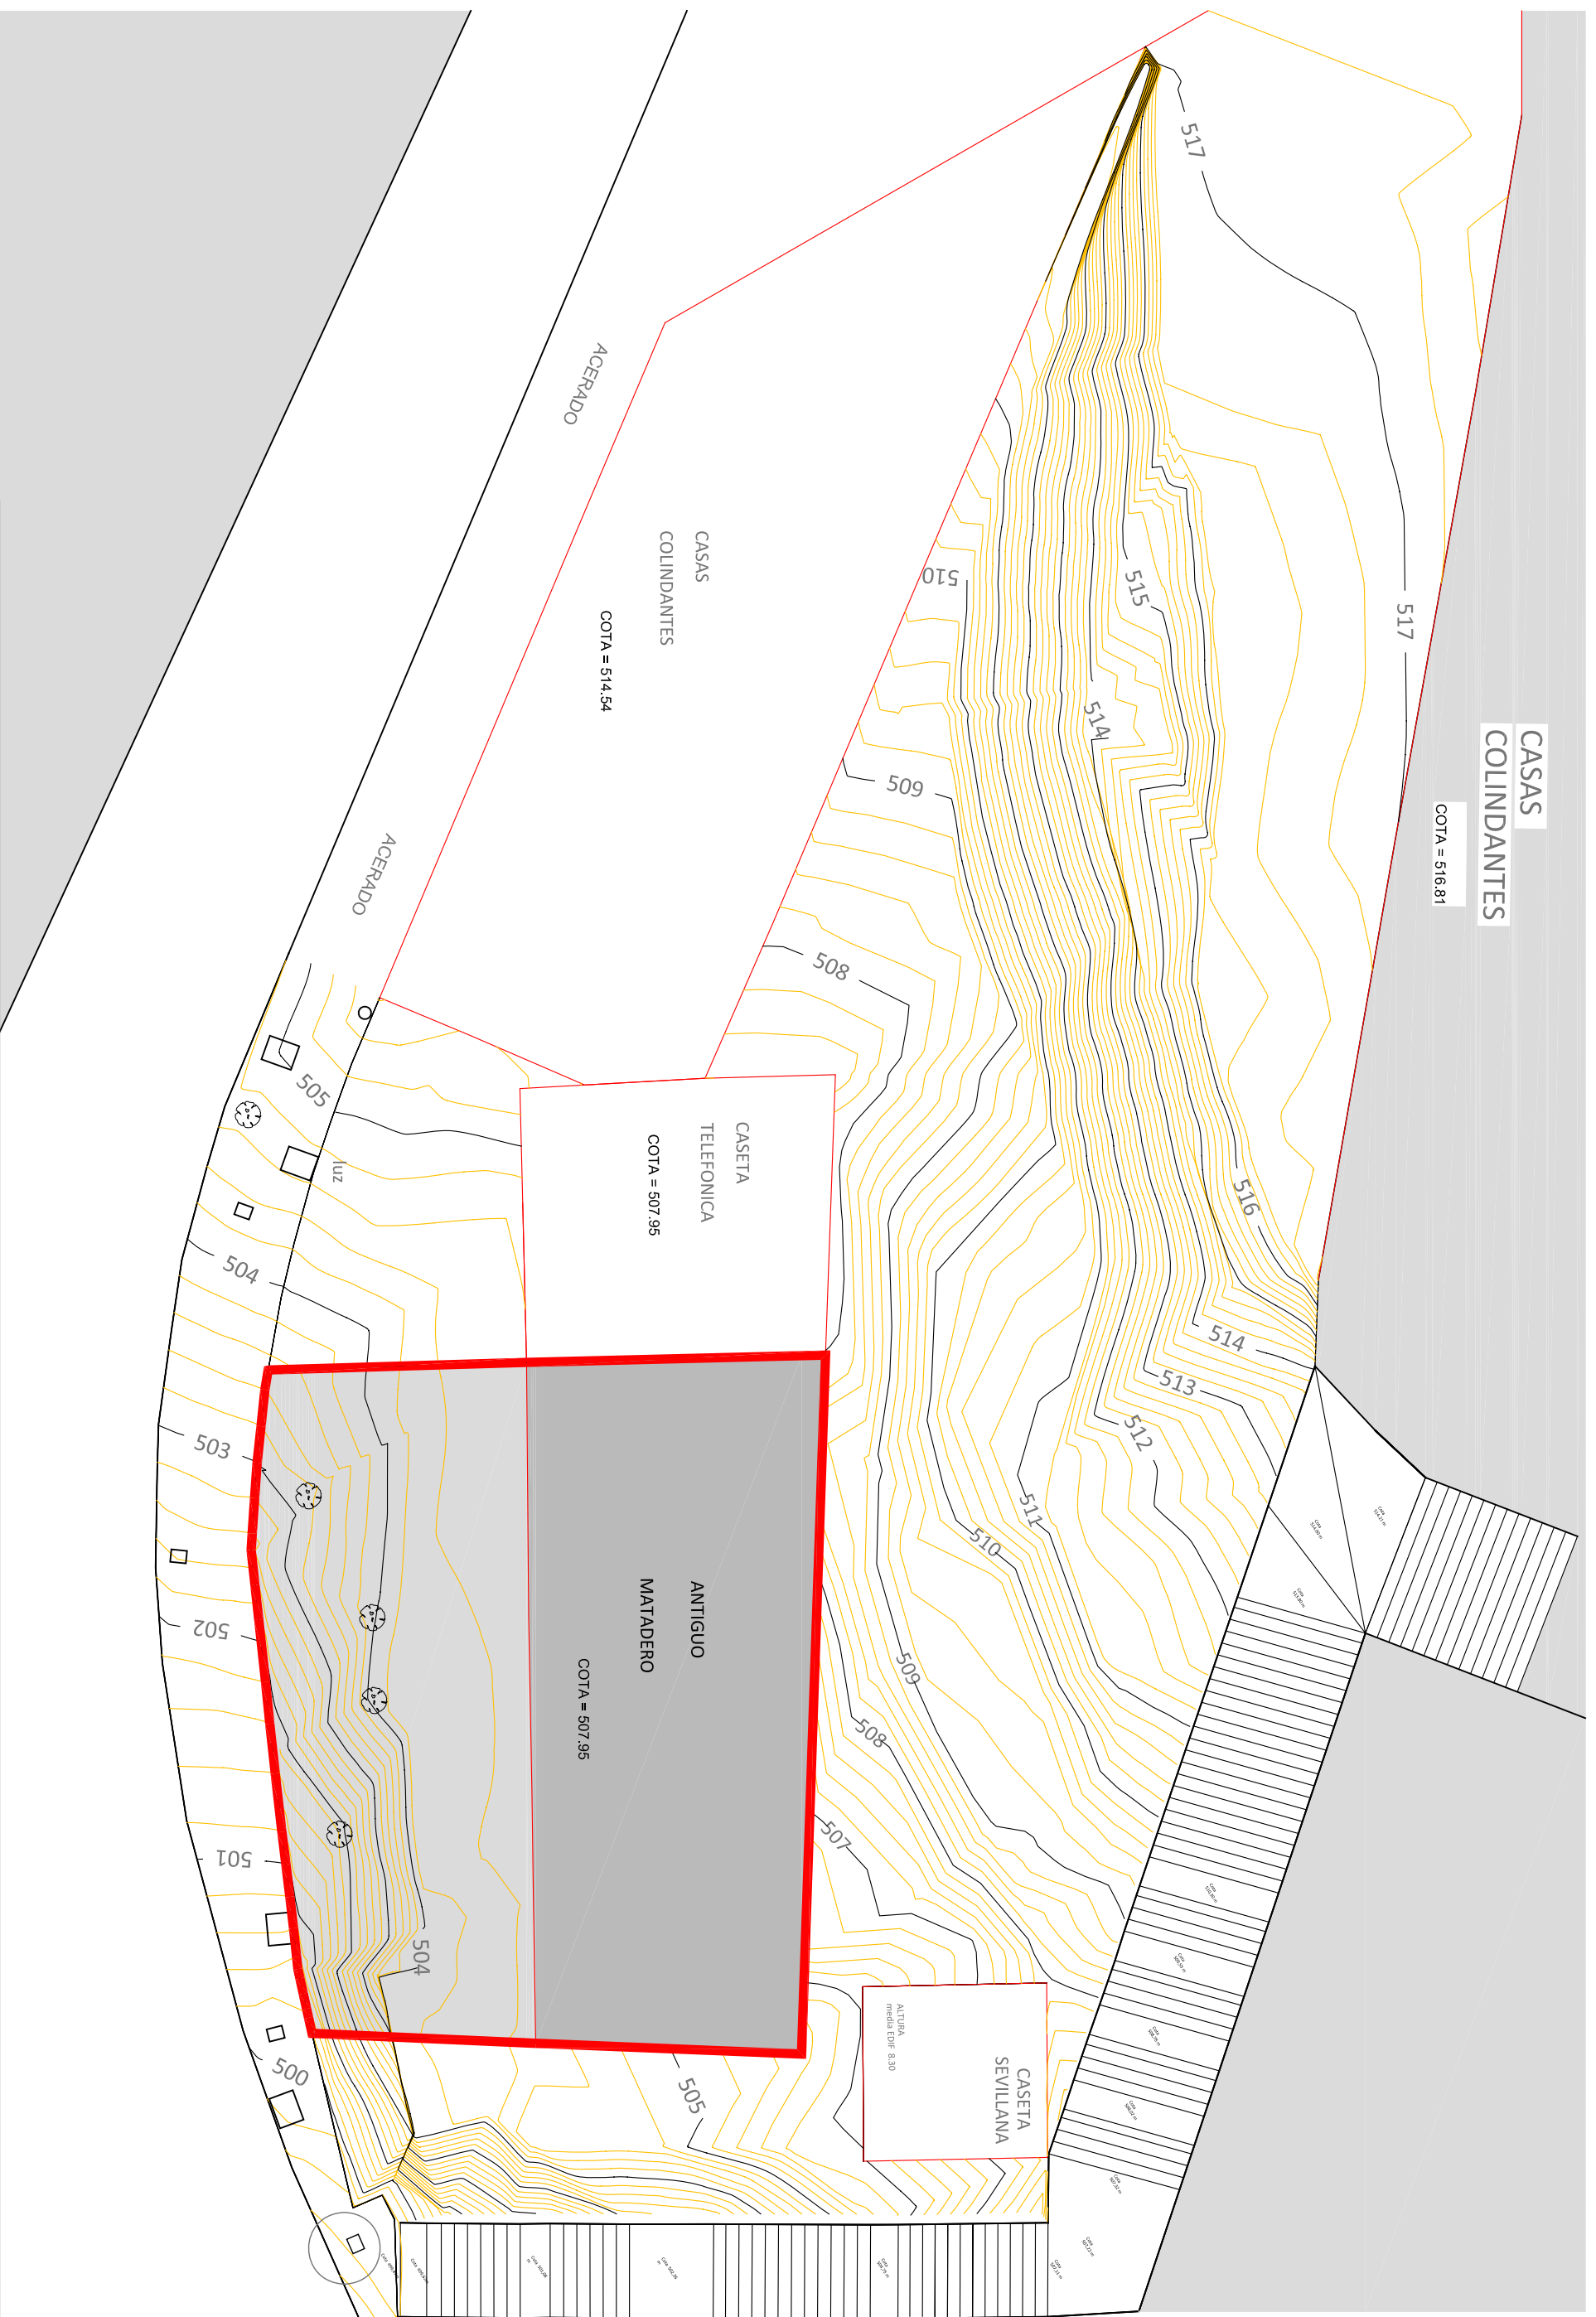 517
517
CASAS
COLINDANTES
COTA = 516.81
ACERADO
CASAS
COLINDANTES
COTA = 514.54
510
515
514
509
508
ACERADO
505
luz
CASETA
TELEFONICA
COTA = 507.95
516
504
514
513
512
503
511
510
502
ANTIGUO
MATADERO
COTA = 507.95
509
508
507
501
504
ALTURA
media EDIF 8.30
CASETA
SEVILLANA
500
505